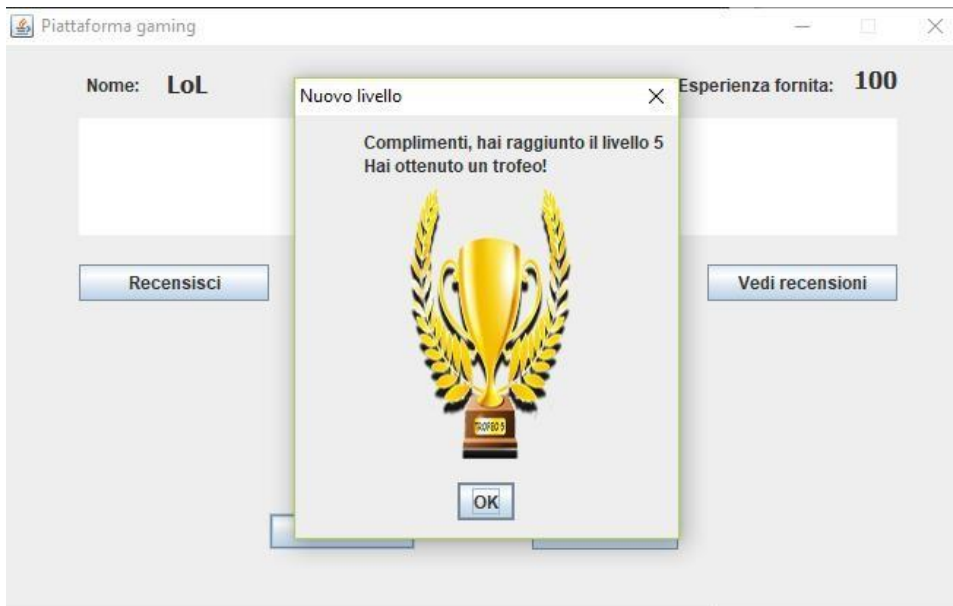 Piattaforma gaming
Nome: LoL
Esperienza fornita: 100
Nuovo livello
Complimenti, hai raggiunto il livello 5
Hai ottenuto un trofeo!
Recensisci
Vedi recensioni
TROFEO 5
OK